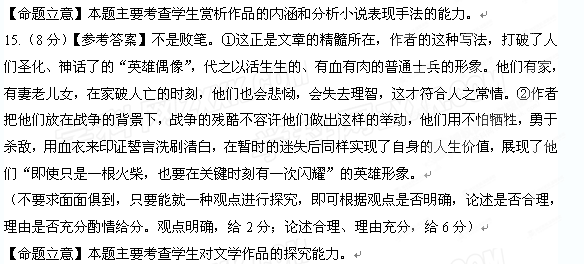 【命题立意】本题主要考查学生赏析作品的内涵和分析小说表现手法的能力。
15.（8 分）【参考答案】不是败笔。①这正是文章的精髓所在，作者的这种写法，打破了人
们圣化、神话了的“英雄偶像”，代之以活生生的、有血有肉的普通士兵的形象。他们有家，
有妻老儿女，在家破人亡的时刻，他们也会悲恸，会失去理智，这才符合人之常情。②作者
把他们放在战争的背景下，战争的残酷不容许他们做出这样的举动，他们用不怕牺牲，勇于
杀敌，用血衣来印证誓言洗刷清白，在暂时的迷失后同样实现了自身的人生价值，展现了他
们“即使只是一根火柴，也要在关键时刻有一次闪耀”的英雄形象。
（不要求面面俱到，只要能就一种观点进行探究，即可根据观点是否明确，论述是否合理，
理由是否充分酌情给分。观点明确，给 2 分；论述合理、理由充分，给 6 分）
【命题立意】本题主要考查学生对文学作品的探究能力。